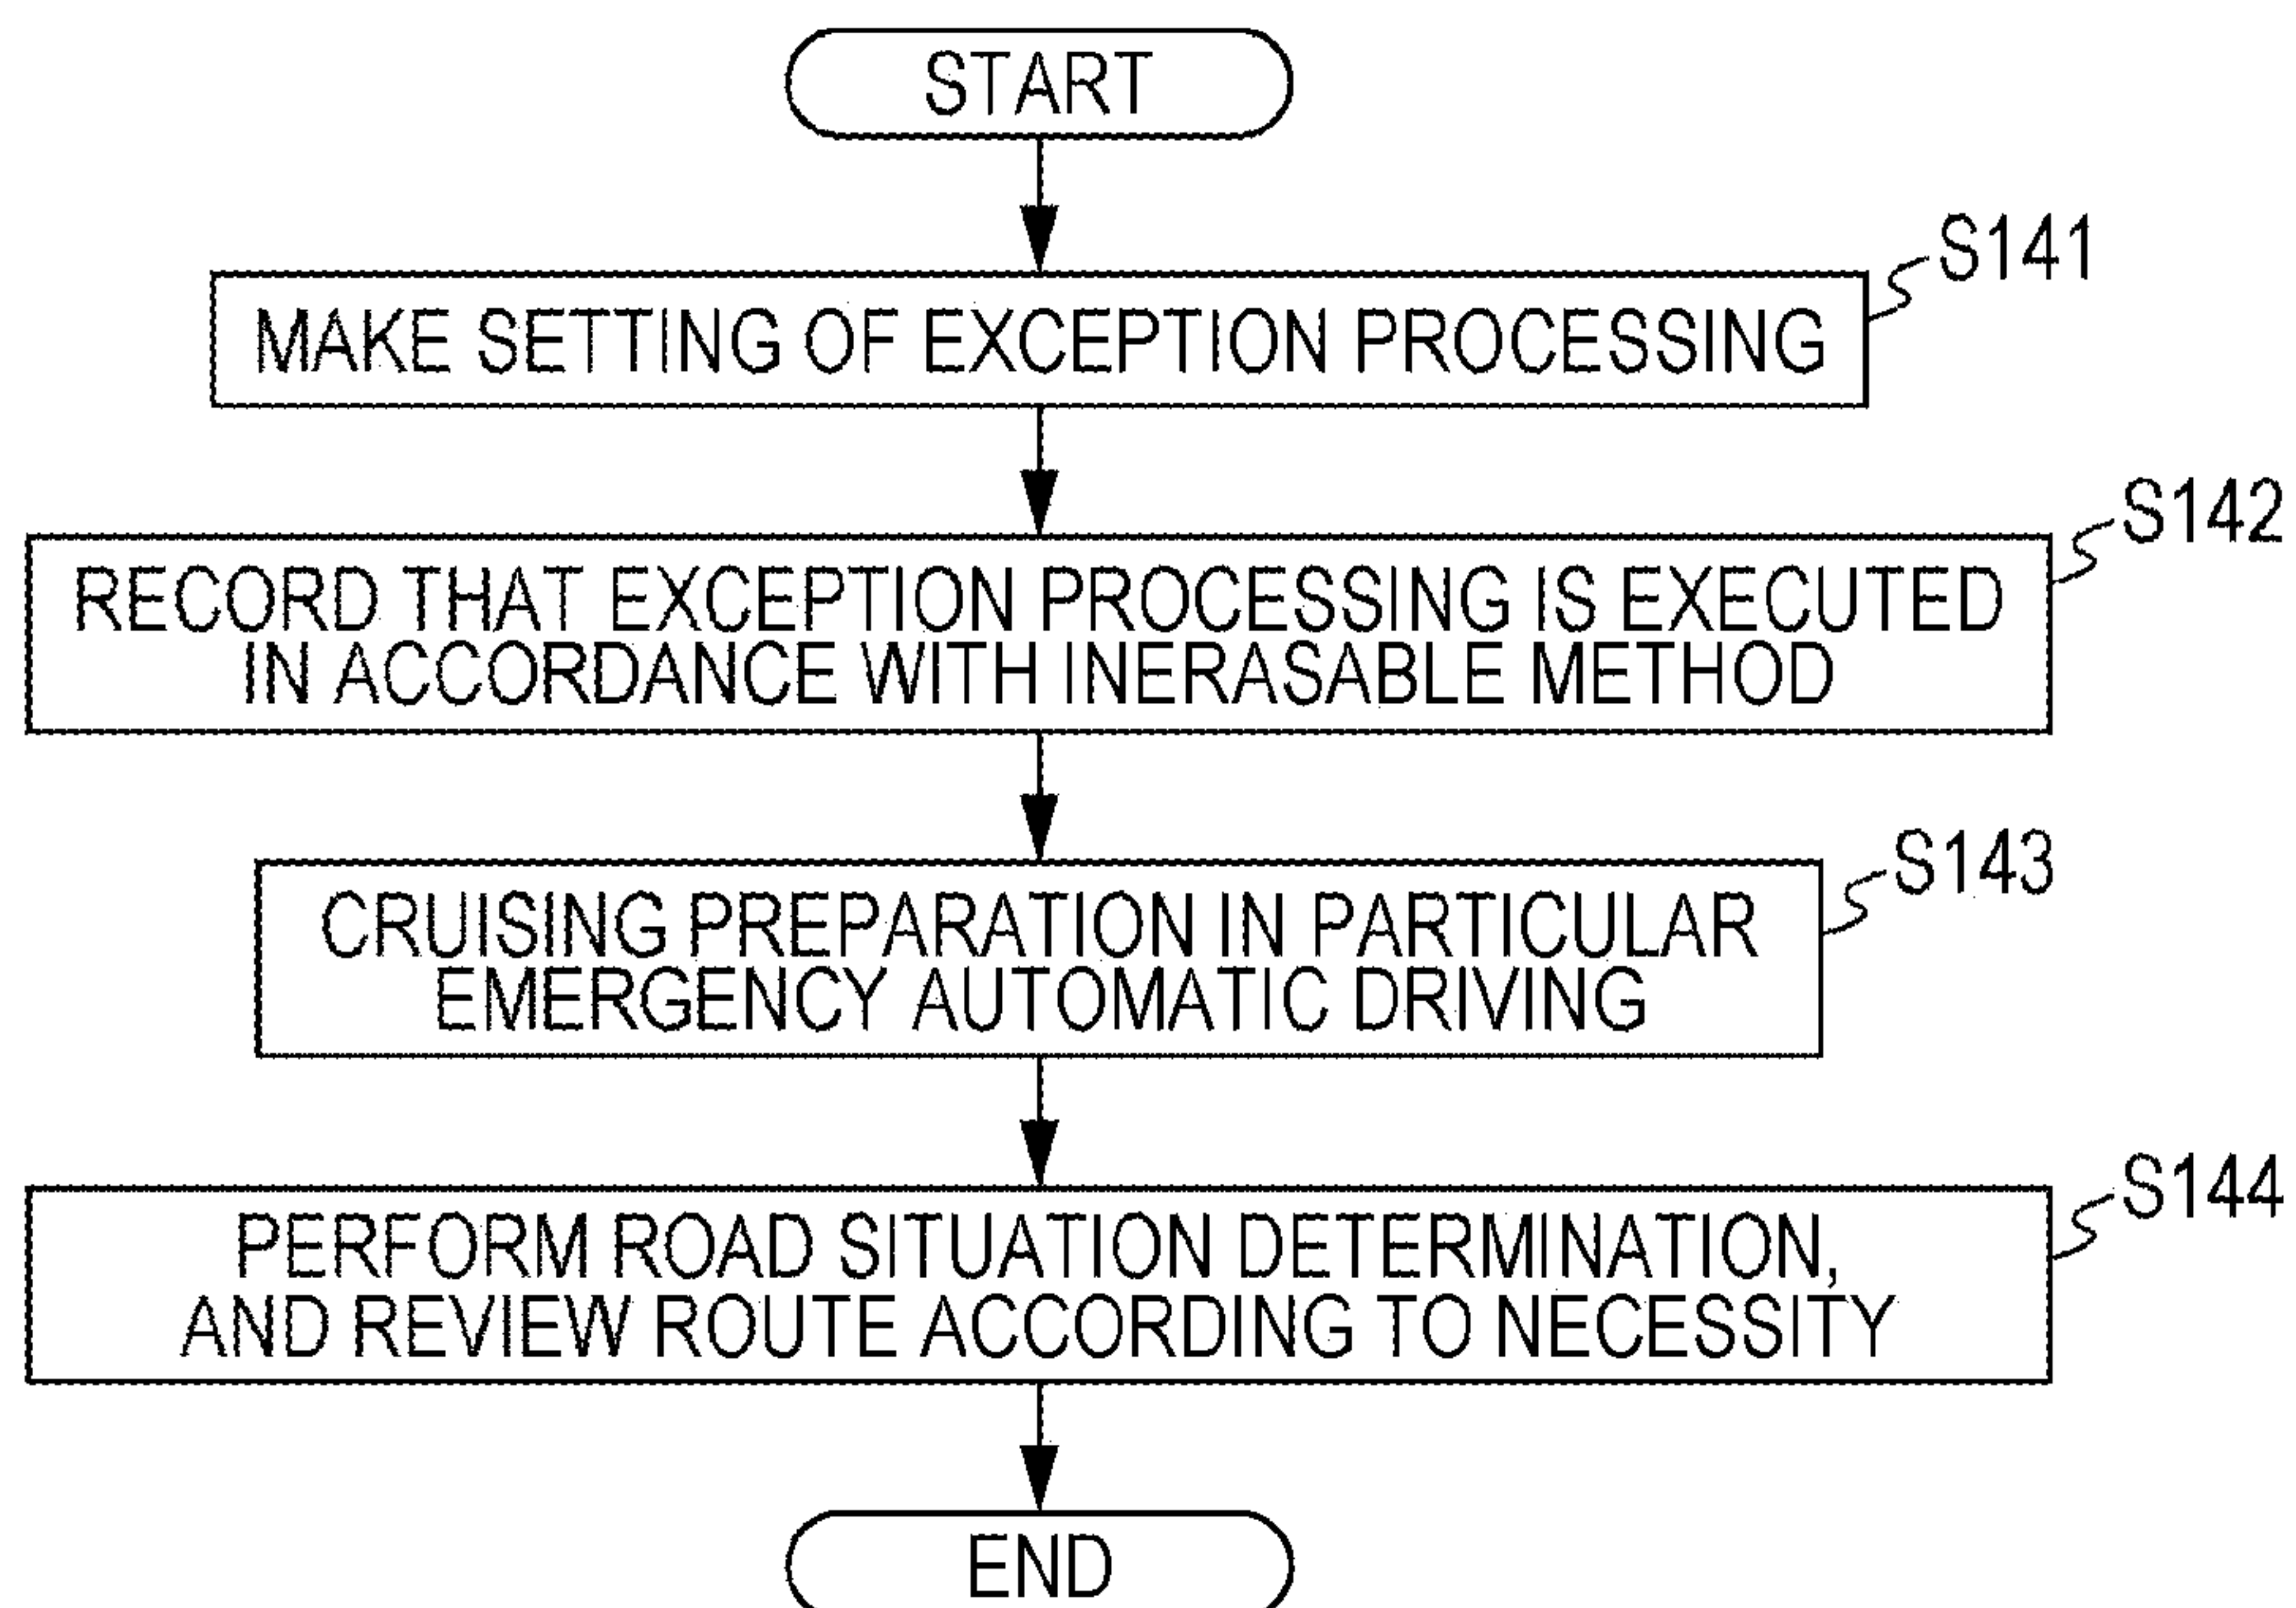 START
S141
MAKE SETTING OF EXCEPTION PROCESSING
S142
RECORD THAT EXCEPTION PROCESSING IS EXECUTED
IN ACCORDANCE WITH INERASABLE METHOD
S143
CRUISING PREPARATION IN PARTICULAR
EMERGENCY AUTOMATIC DRIVING
S144
PERFORM ROAD SITUATION DETERMINATION,
AND REVIEW ROUTE ACCORDING TO NECESSITY
END